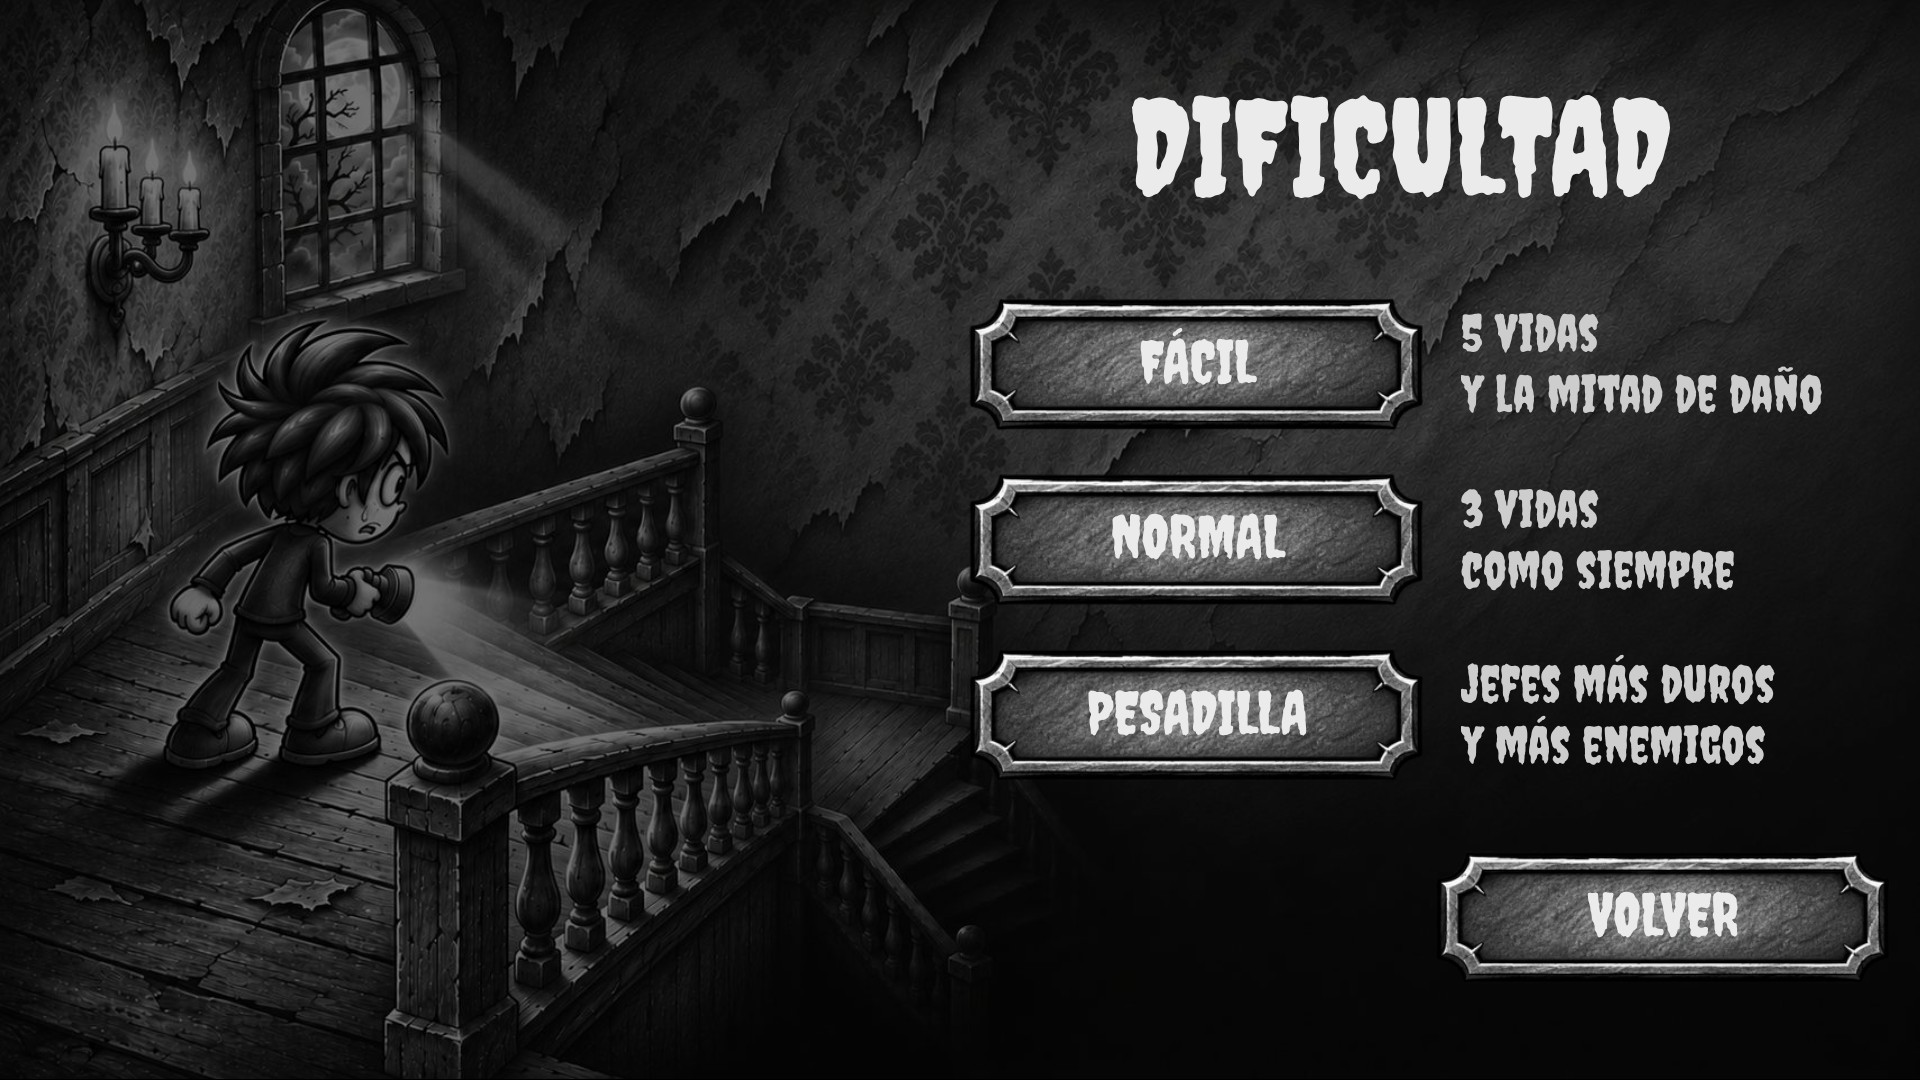 DIFICULTAD
FÁCIL
5 VIDAS
Y LA MITAD DE DAÑO
NORMAL
3 VIDAS
COMO SIEMPRE
PESADILLA
JEFES MÁS DUROS
Y MÁS ENEMIGOS
VOLVER